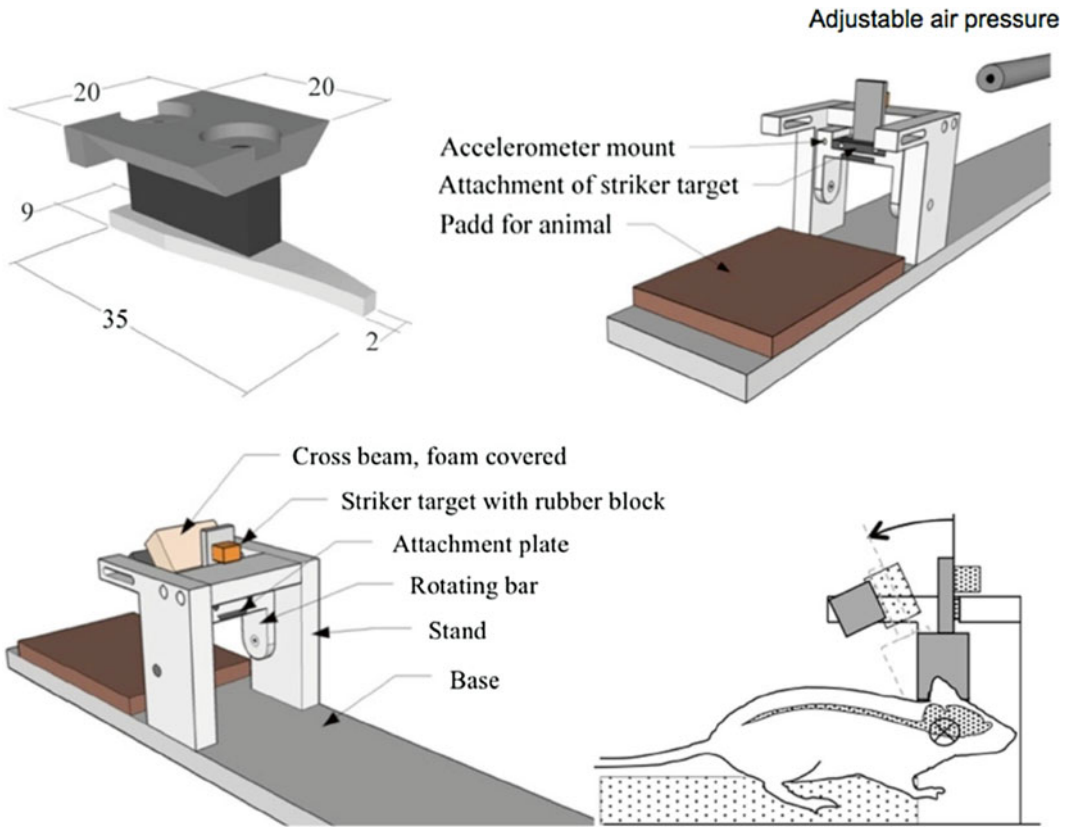 Adjustable air pressure
20
20
9
35
2
Accelerometer mount
Attachment of striker target
Padd for animal
Cross beam, foam covered
Striker target with rubber block
Attachment plate
Rotating bar
Stand
Base